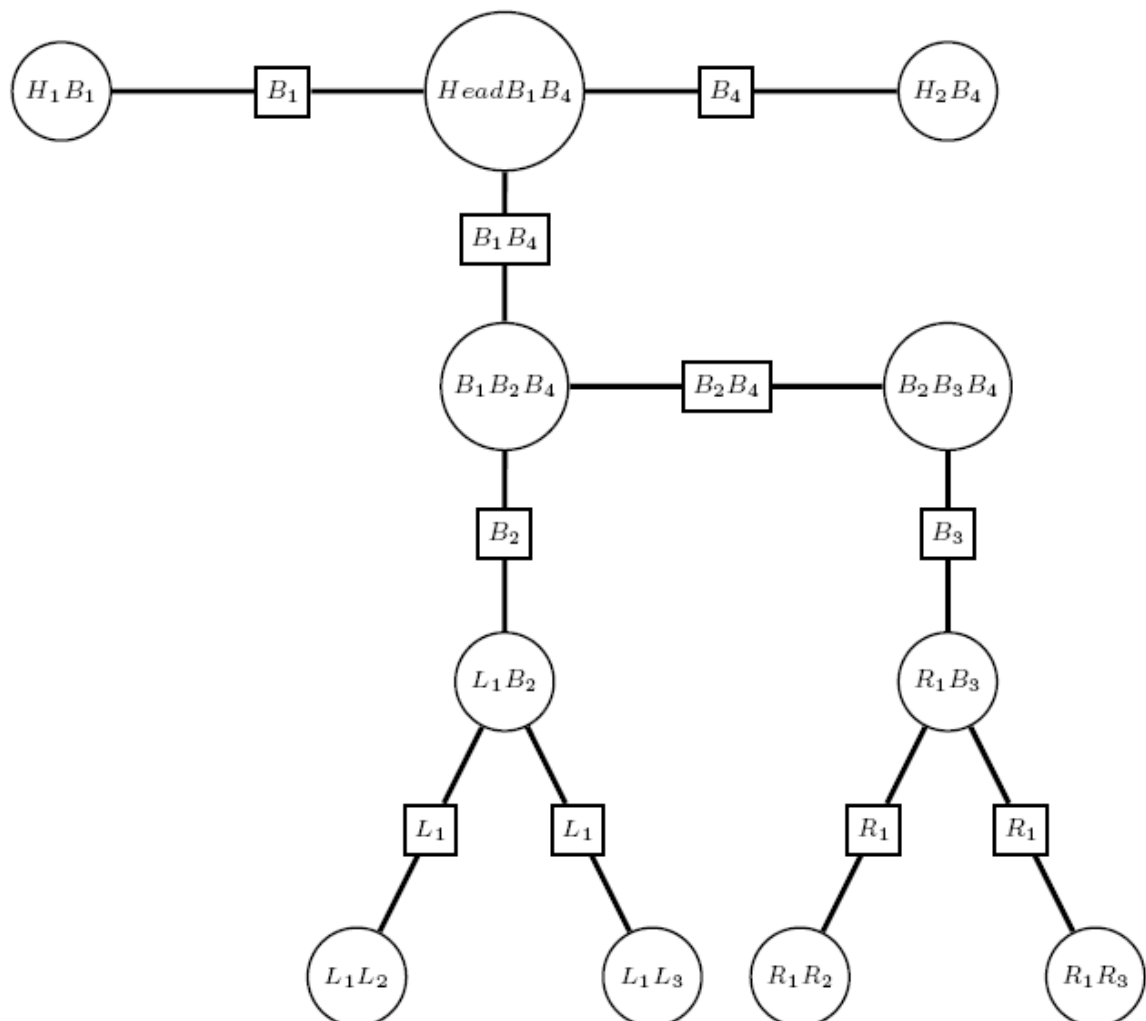 H₁B₁ B₁ HeadB₁B₄ B₄ H₂B₄
B₁B₄
B₁B₂B₄ B₂B₄ B₂B₃B₄
B₂ B₃
L₁B₂ R₁B₃
L₁ L₁ R₁ R₁
L₁L₂ L₁L₃ R₁R₂ R₁R₃